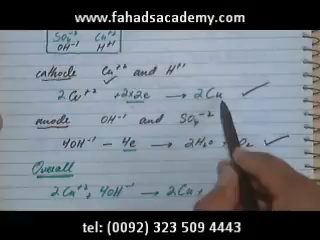 www.fahadsacademy.com
SO4-2 Cu+2
OH-1 H+1
cathode Cu+2 and H+1
2Cu+2 +2x2e → 2Cu
anode OH-1 and SO4-2
4OH-1 - 4e → 2H2O O2
Overall
2Cu+2 + 4OH-1 → 2Cu +
tel: (0092) 323 509 4443